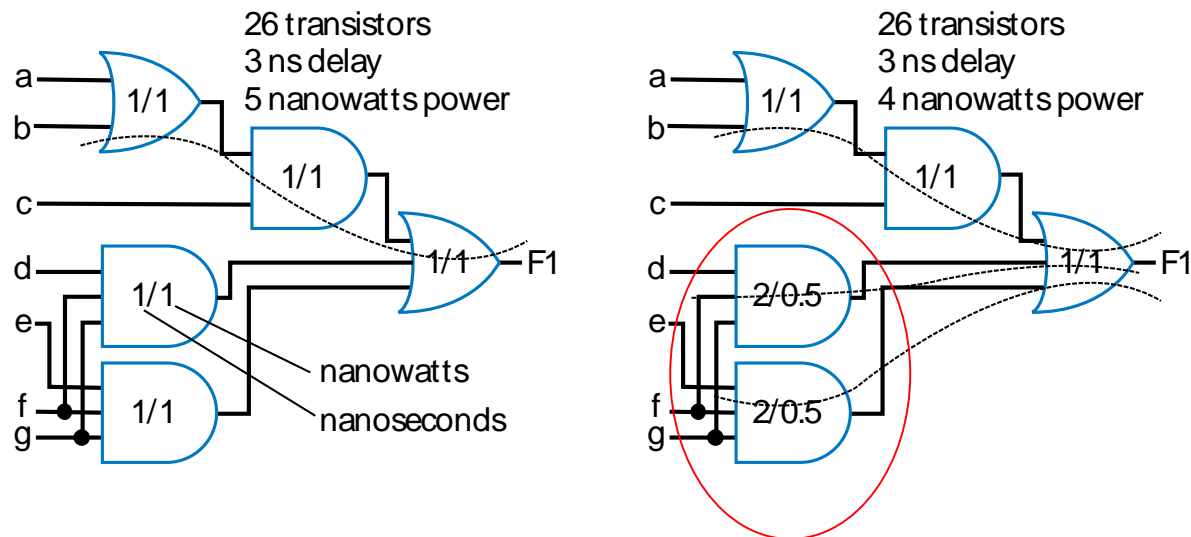 26 transistors
3 ns delay
5 nanowatts power
a
1/1
b
1/1
c
1/1
F1
d
1/1
e
nanowatts
f
1/1
nanoseconds
g
26 transistors
3 ns delay
4 nanowatts power
a
1/1
b
1/1
c
1/1
F1
d
2/0.5
e
f
2/0.5
g